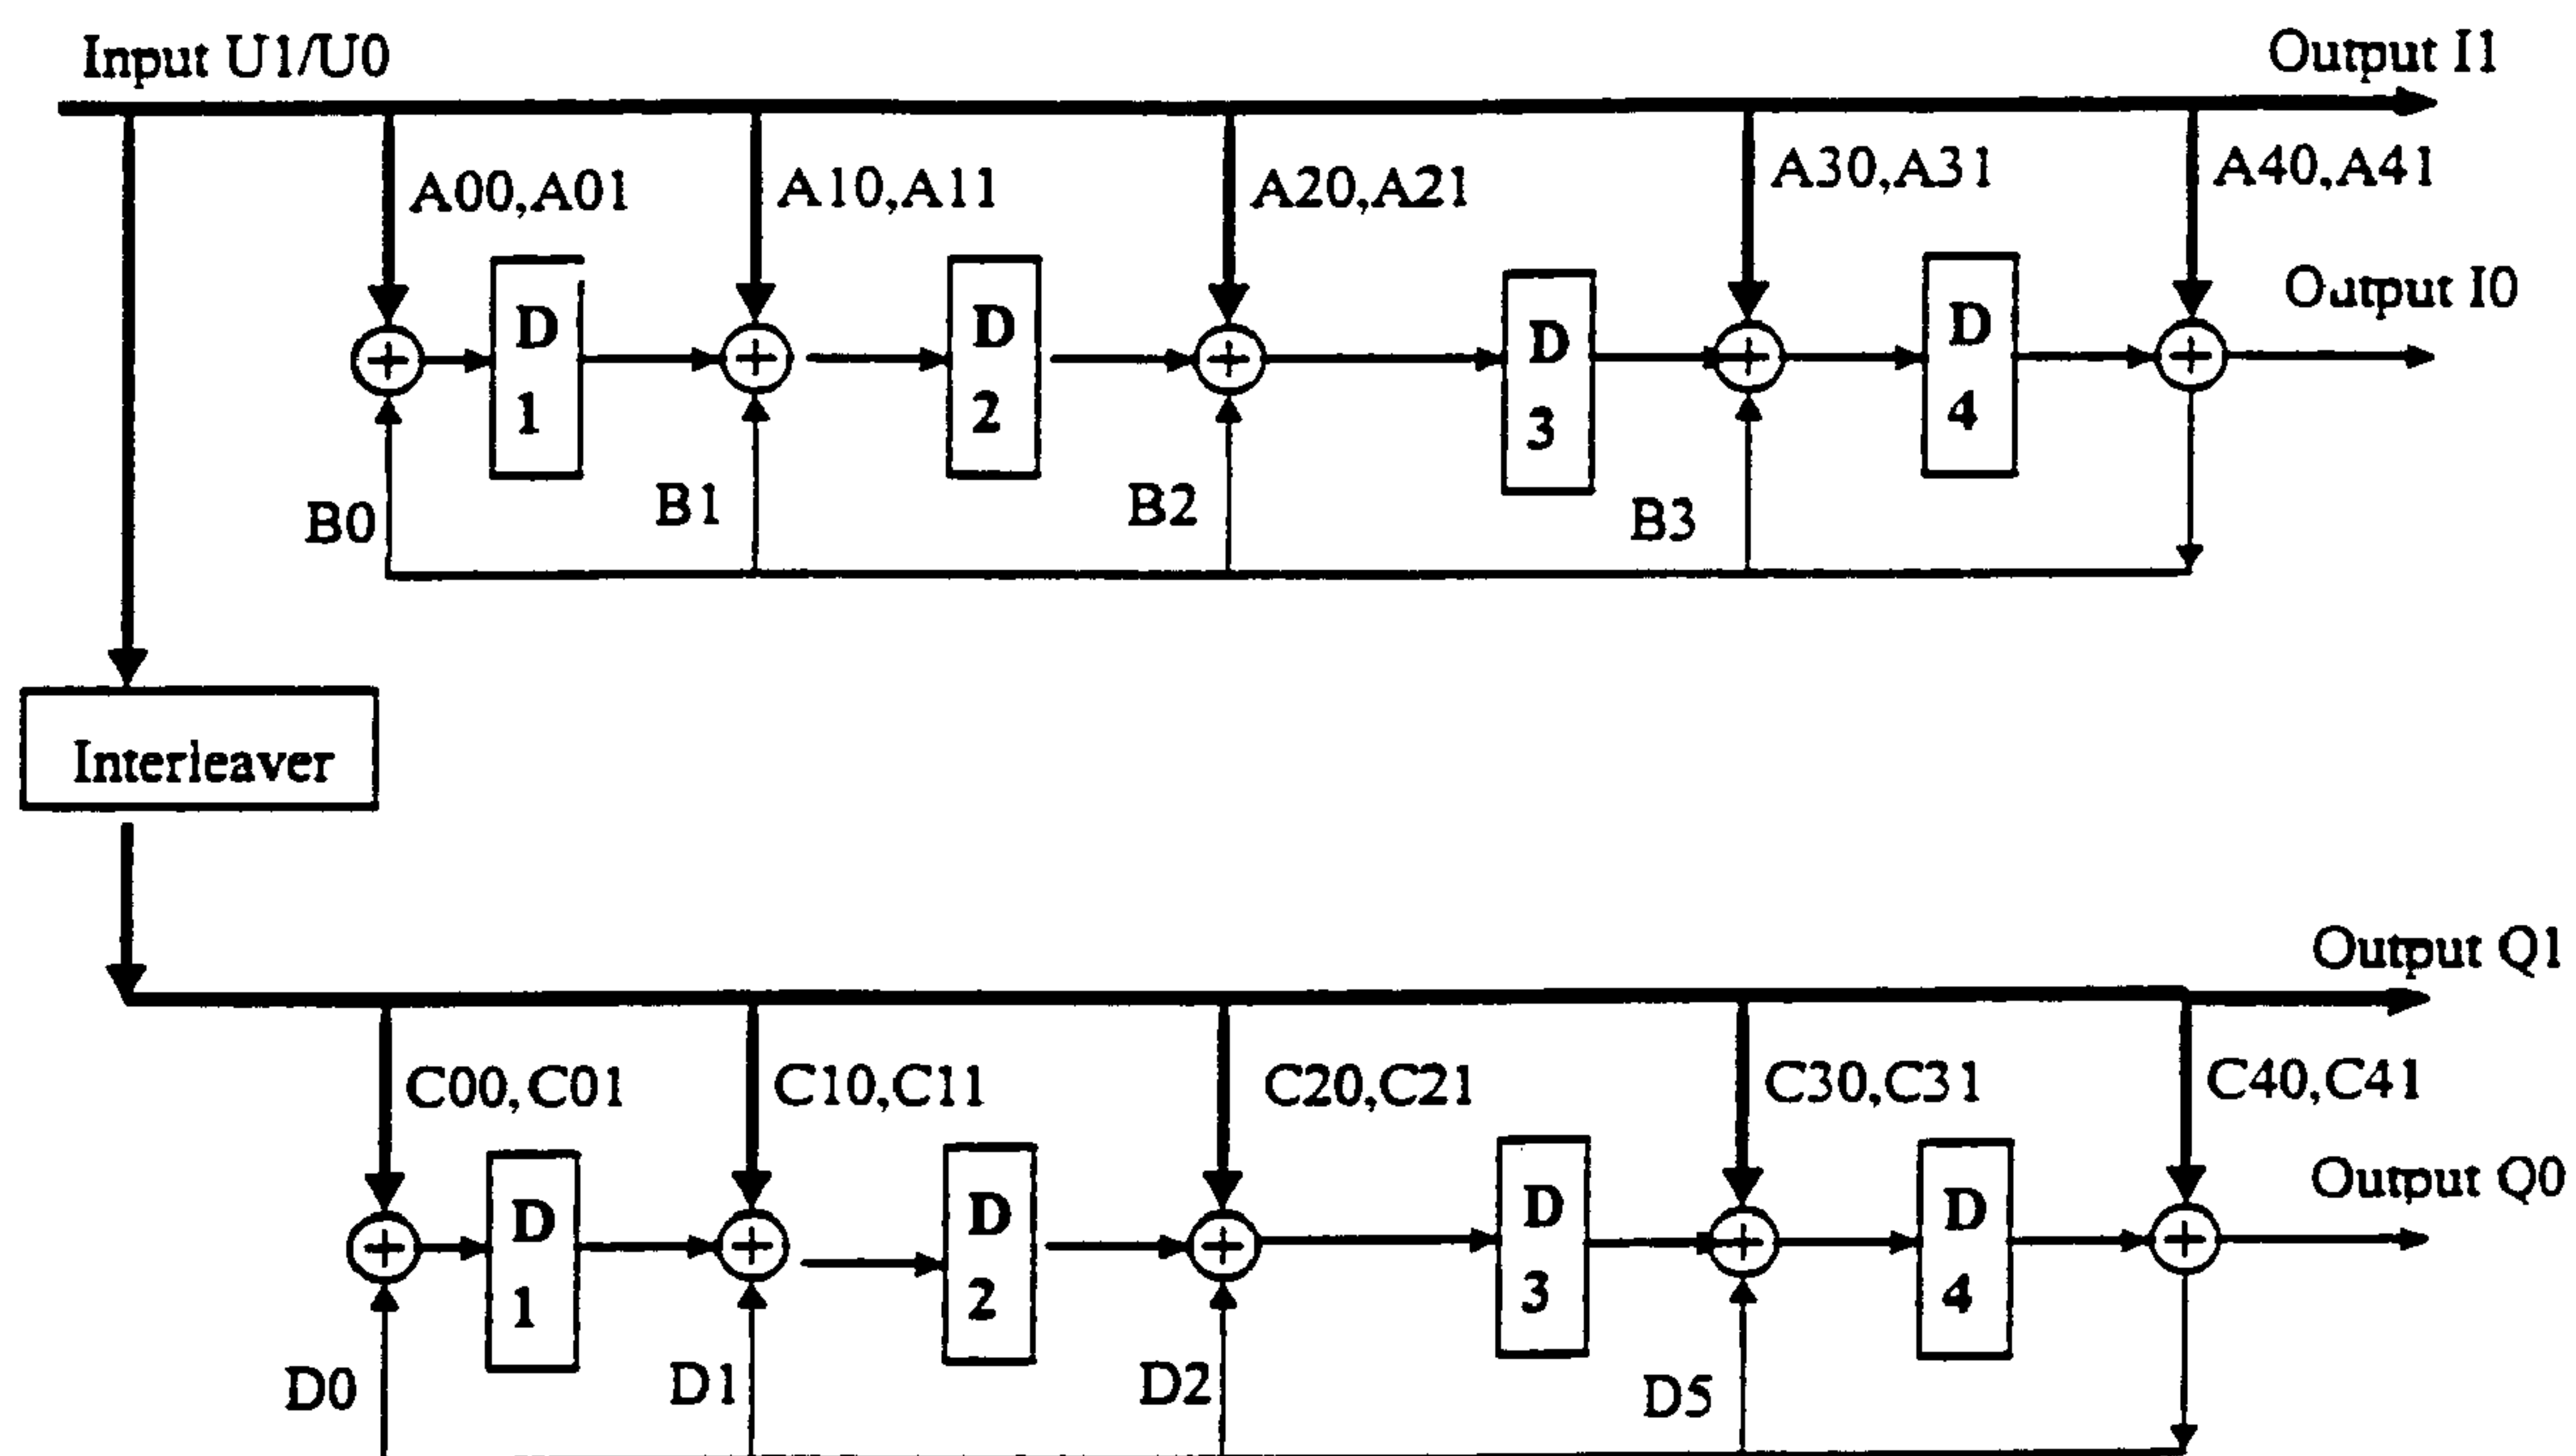 Input U1/U0
Output I1
A00,A01
A10,A11
A20,A21
A30,A31
A40,A41
Output I0
D
1
D
2
D
3
D
4
B0
B1
B2
B3
Interleaver
Output Q1
C00,C01
C10,C11
C20,C21
C30,C31
C40,C41
Output Q0
D
1
D
2
D
3
D
4
D0
D1
D2
D5